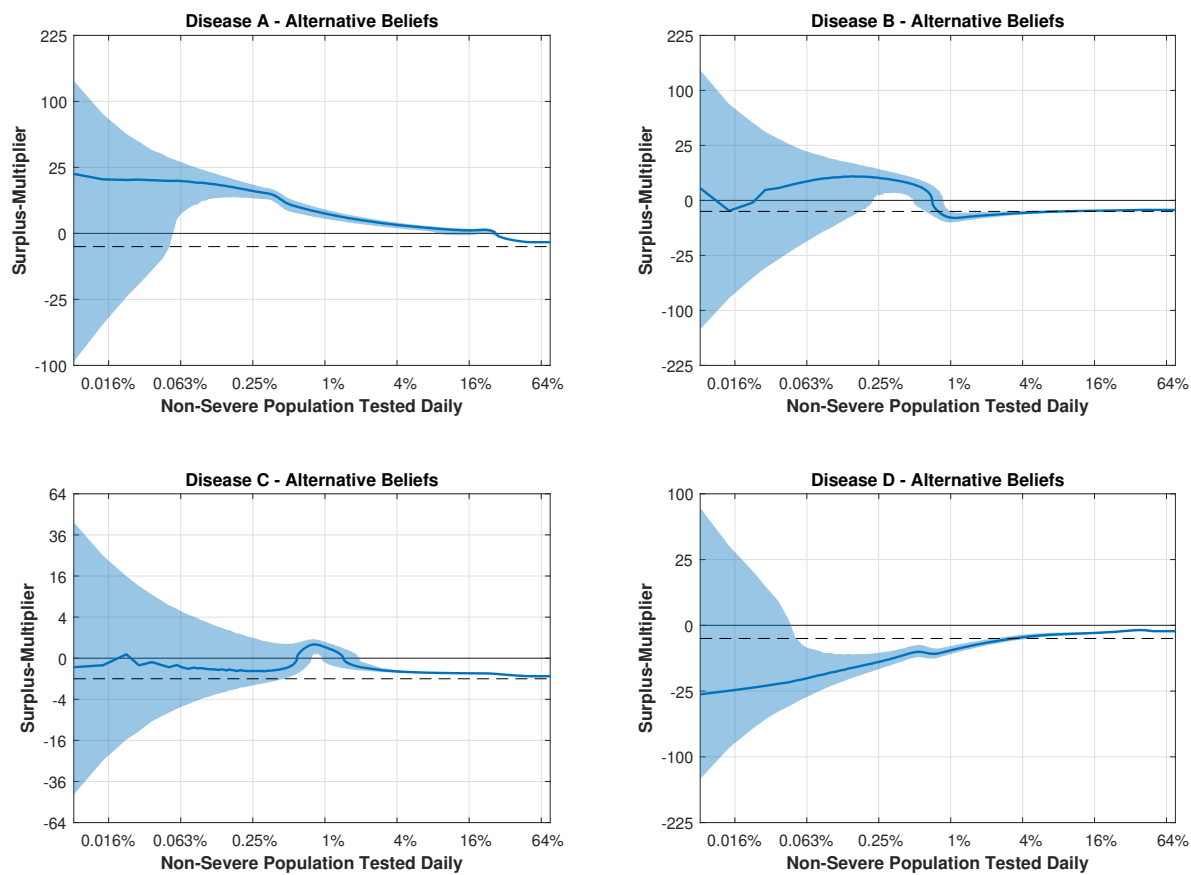 Disease A - Alternative Beliefs
225
100
25
0
-25
-100
Surplus-Multiplier
0.016% 0.063% 0.25% 1% 4% 16% 64%
Non-Severe Population Tested Daily
Disease B - Alternative Beliefs
225
100
25
0
-25
-100
-225
Surplus-Multiplier
0.016% 0.063% 0.25% 1% 4% 16% 64%
Non-Severe Population Tested Daily
Disease C - Alternative Beliefs
64
36
16
4
0
-4
-16
-36
-64
Surplus-Multiplier
0.016% 0.063% 0.25% 1% 4% 16% 64%
Non-Severe Population Tested Daily
Disease D - Alternative Beliefs
100
25
0
-25
-100
-225
Surplus-Multiplier
0.016% 0.063% 0.25% 1% 4% 16% 64%
Non-Severe Population Tested Daily